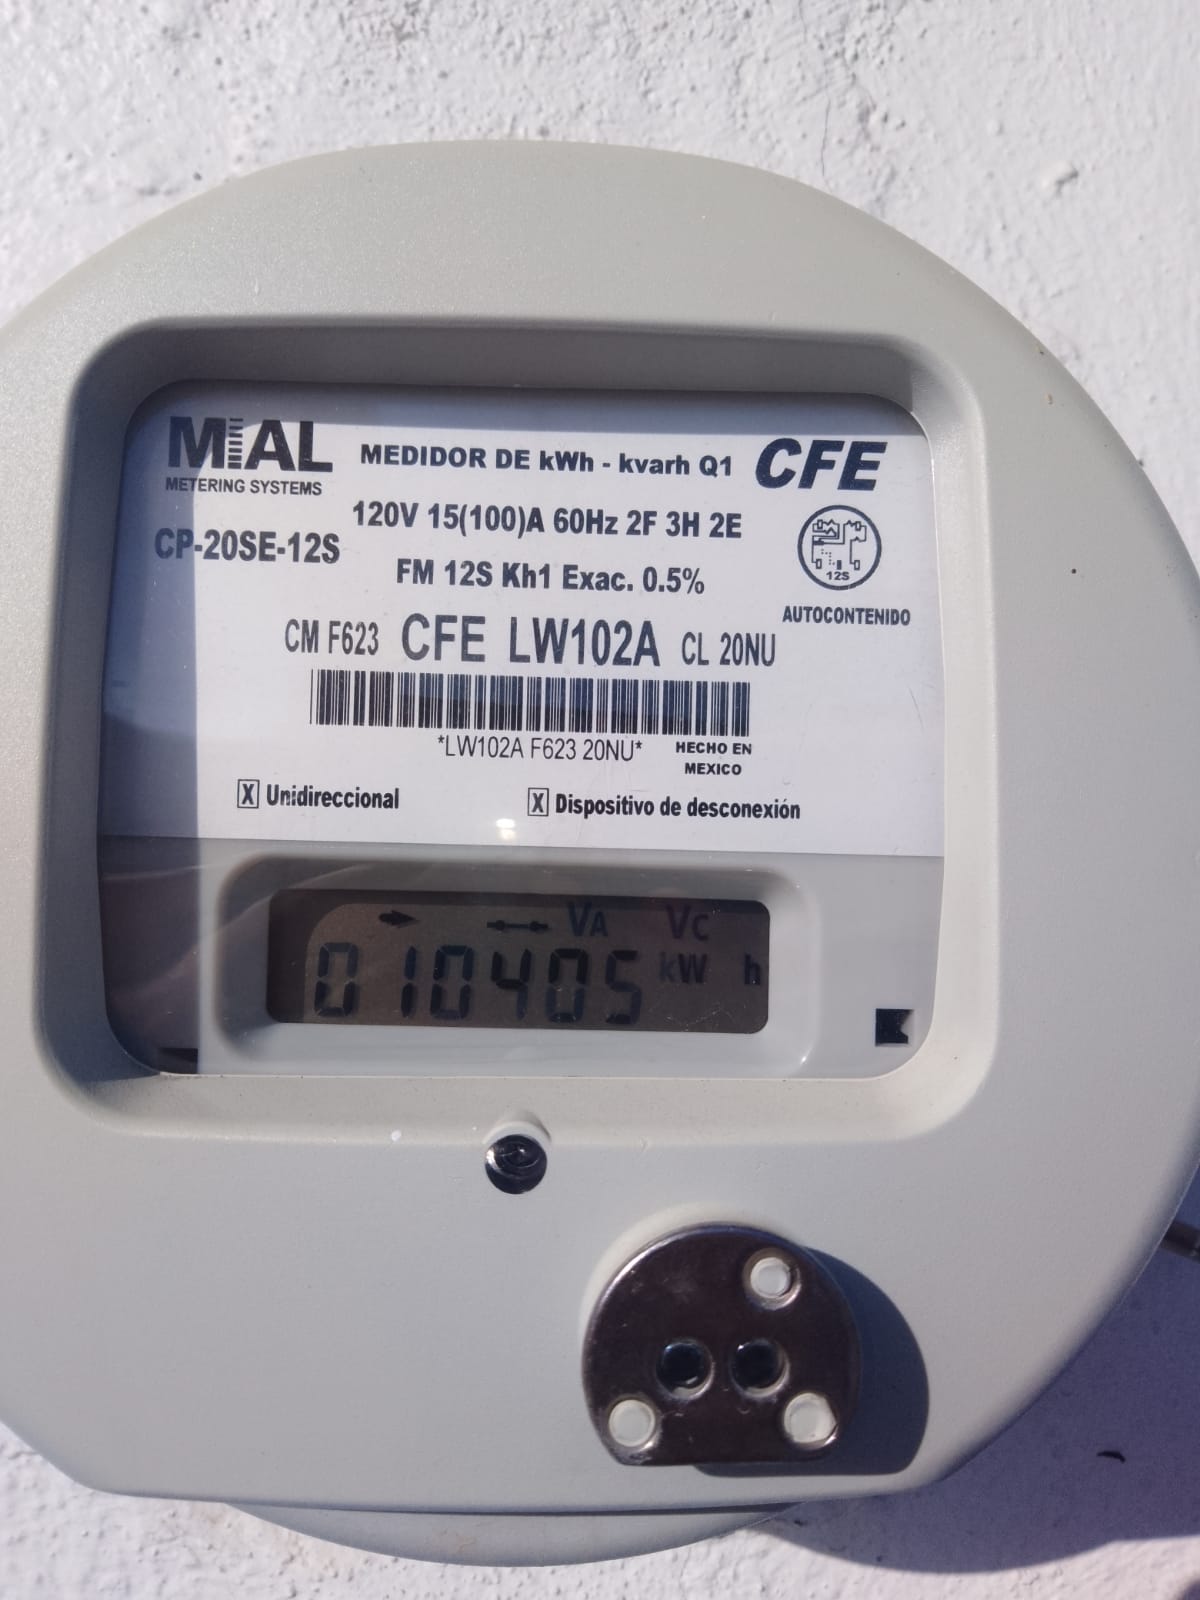 MIAL
METERING SYSTEMS
MEDIDOR DE kWh - kvarh Q1
CFE
120V 15(100)A 60Hz 2F 3H 2E
CP-20SE-12S
FM 12S Kh1 Exac. 0.5%
12S
AUTOCONTENIDO
CM F623 CFE LW102A CL 20NU
*LW102A F623 20NU*
HECHO EN
MEXICO
X Unidireccional
X Dispositivo de desconexión
VA VC
010405 kW h